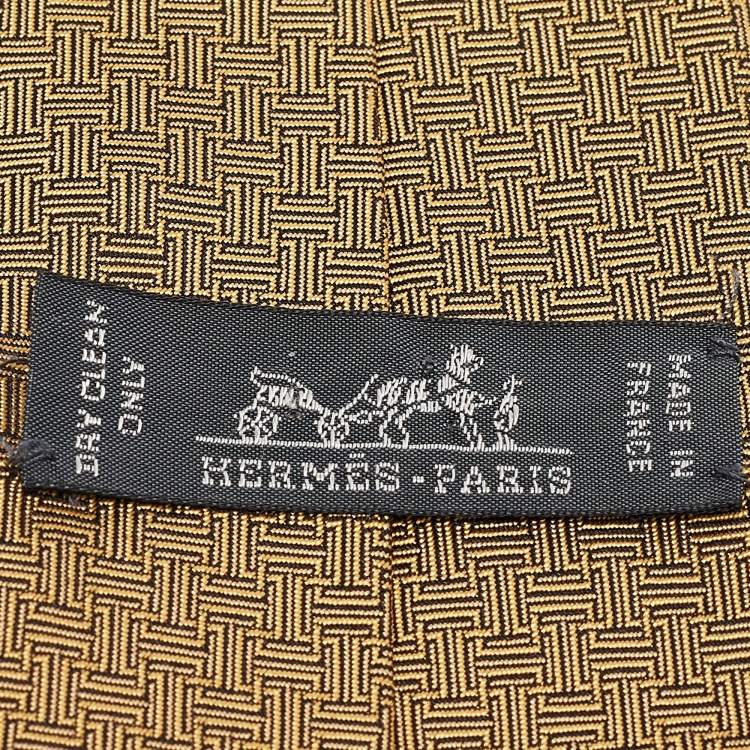 DRY CLEAN
ONLY
HERMÈS-PARIS
MADE IN
FRANCE